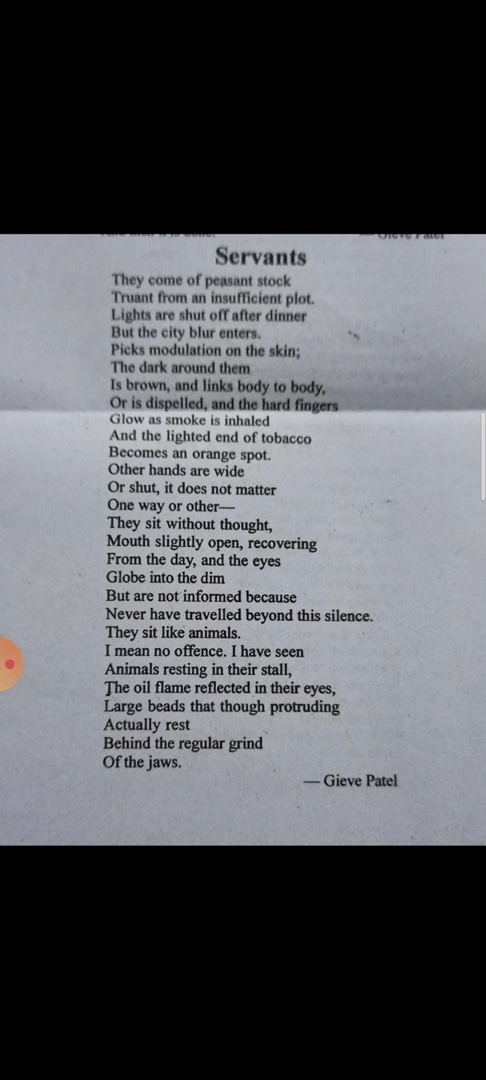 — Gieve Patel
Servants
They come of peasant stock
Truant from an insufficient plot.
Lights are shut off after dinner
But the city blur enters.
Picks modulation on the skin;
The dark around them
Is brown, and links body to body,
Or is dispelled, and the hard fingers
Glow as smoke is inhaled
And the lighted end of tobacco
Becomes an orange spot.
Other hands are wide
Or shut, it does not matter
One way or other—
They sit without thought,
Mouth slightly open, recovering
From the day, and the eyes
Globe into the dim
But are not informed because
Never have travelled beyond this silence.
They sit like animals.
I mean no offence. I have seen
Animals resting in their stall,
The oil flame reflected in their eyes,
Large beads that though protruding
Actually rest
Behind the regular grind
Of the jaws.
— Gieve Patel